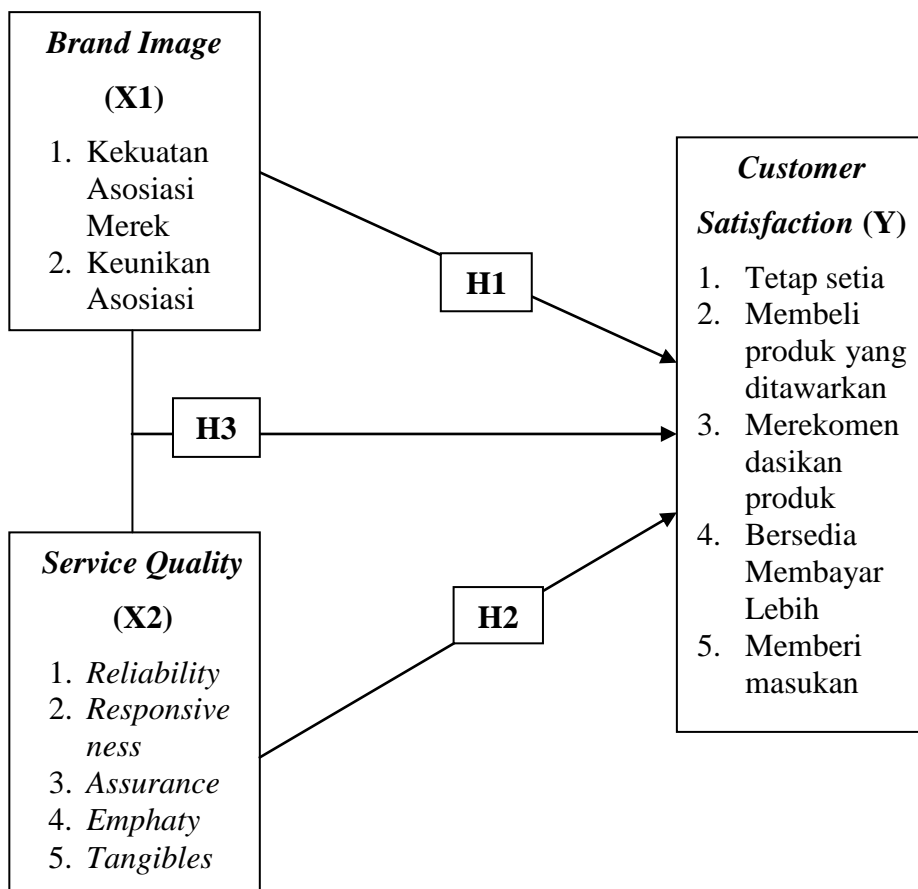 Brand Image
(X1)
1. Kekuatan
Asosiasi
Merek
2. Keunikan
Asosiasi
H1
H3
Service Quality
(X2)
1. Reliability
2. Responsive
ness
3. Assurance
4. Emphaty
5. Tangibles
H2
Customer
Satisfaction (Y)
1. Tetap setia
2. Membeli
produk yang
ditawarkan
3. Merekomen
dasikan
produk
4. Bersedia
Membayar
Lebih
5. Memberi
masukan